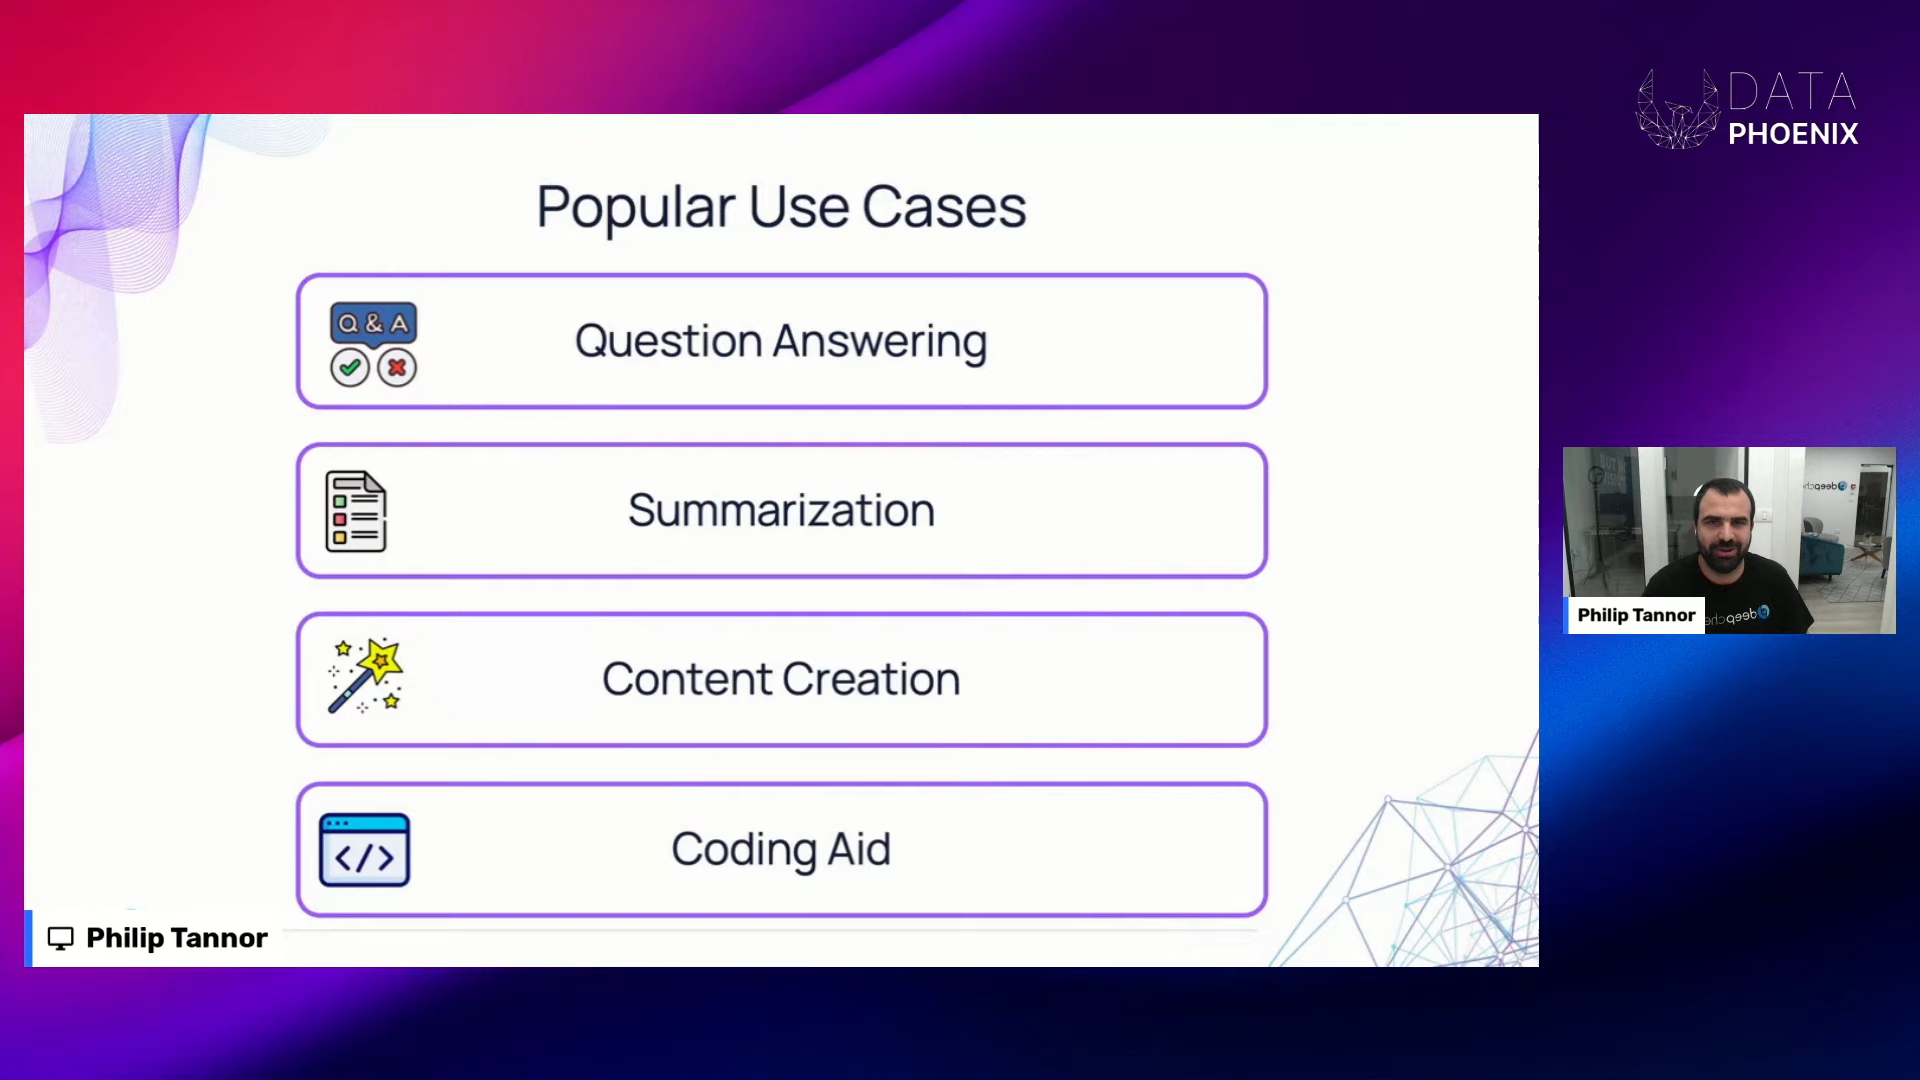 DATA
PHOENIX
Popular Use Cases
Q & A
Question Answering
Summarization
Content Creation
</>
Coding Aid
Philip Tannor
Philip Tannor